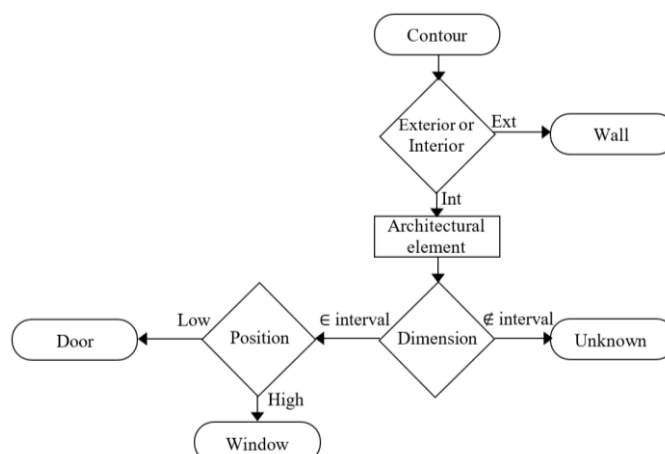 Contour
Exterior or
Interior
Ext
Wall
Int
Architectural
element
Low
Position
∈ interval
Dimension
∉ interval
Door
Unknown
High
Window